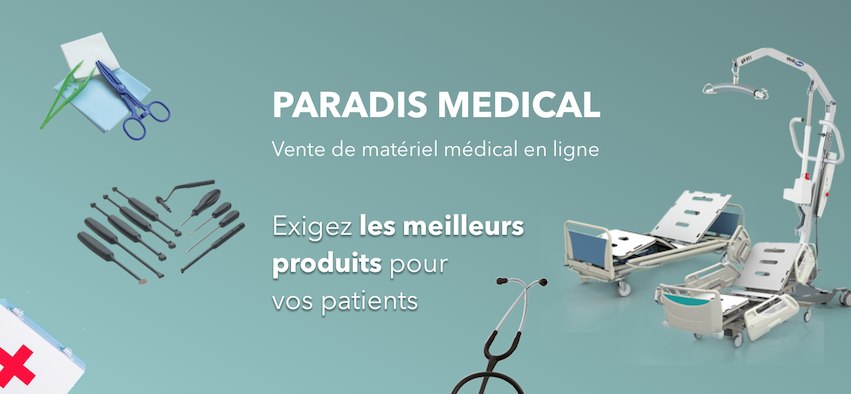 PARADIS MEDICAL
Vente de matériel médical en ligne
Exigez les meilleurs
produits pour
vos patients